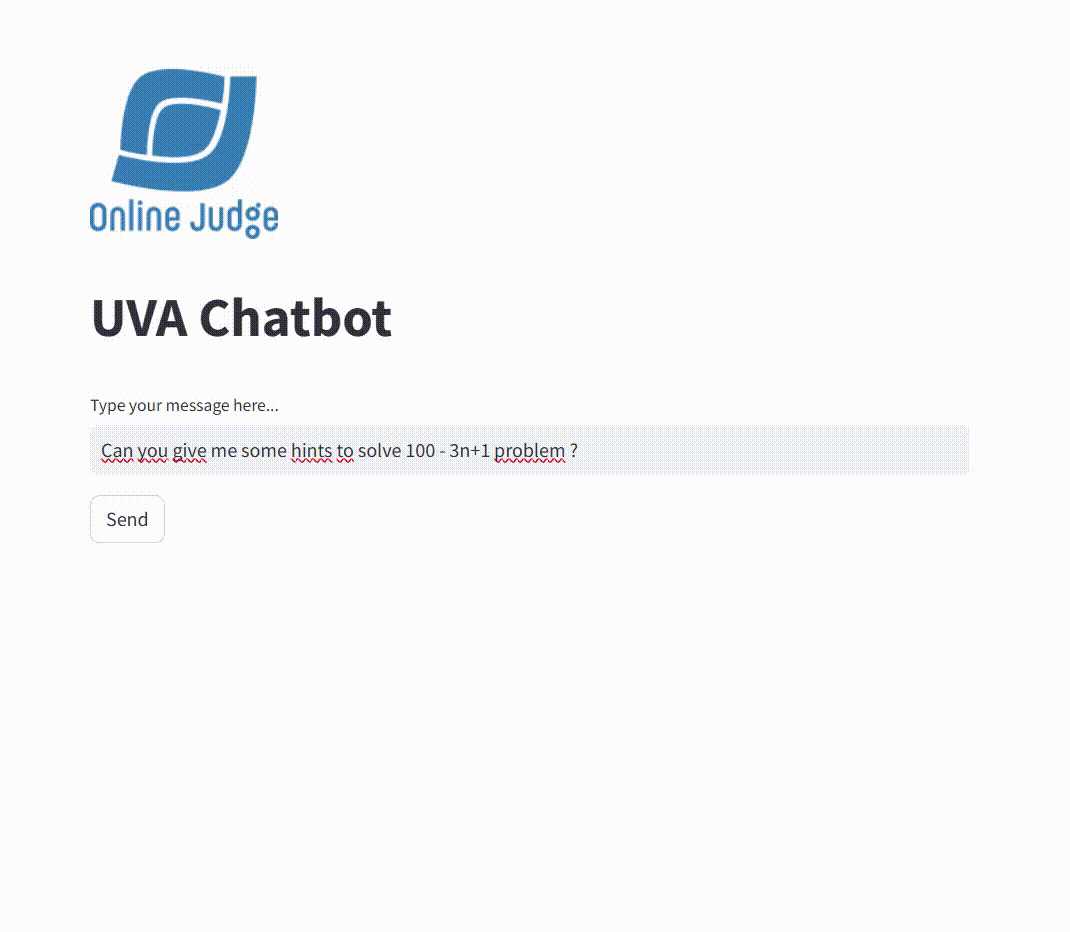 Online Judge
UVA Chatbot
Type your message here...
Can you give me some hints to solve 100 - 3n+1 problem ?
Send